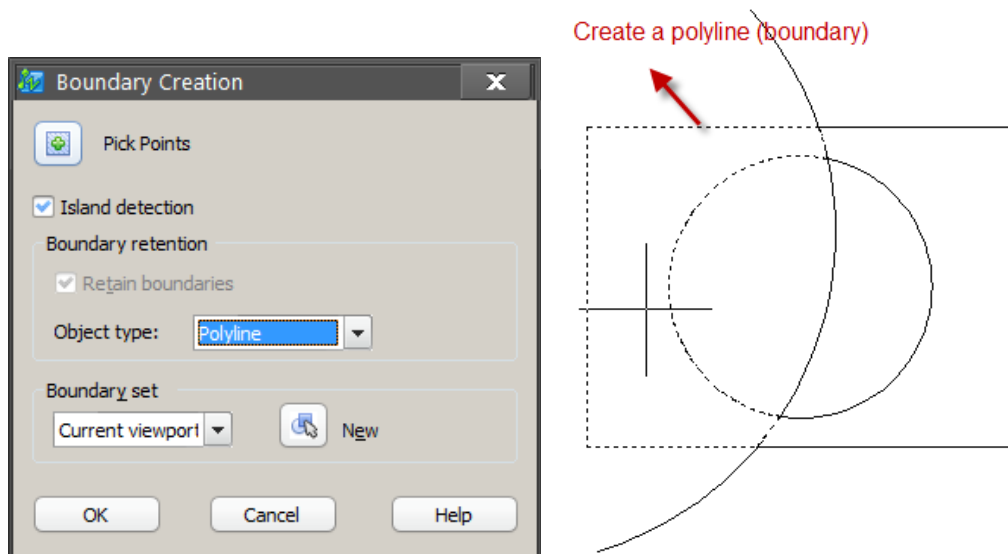 Create a polyline (boundary)
Boundary Creation
Pick Points
Island detection
Boundary retention
Retain boundaries
Object type:
Polyline
Boundary set
Current viewport
New
OK
Cancel
Help